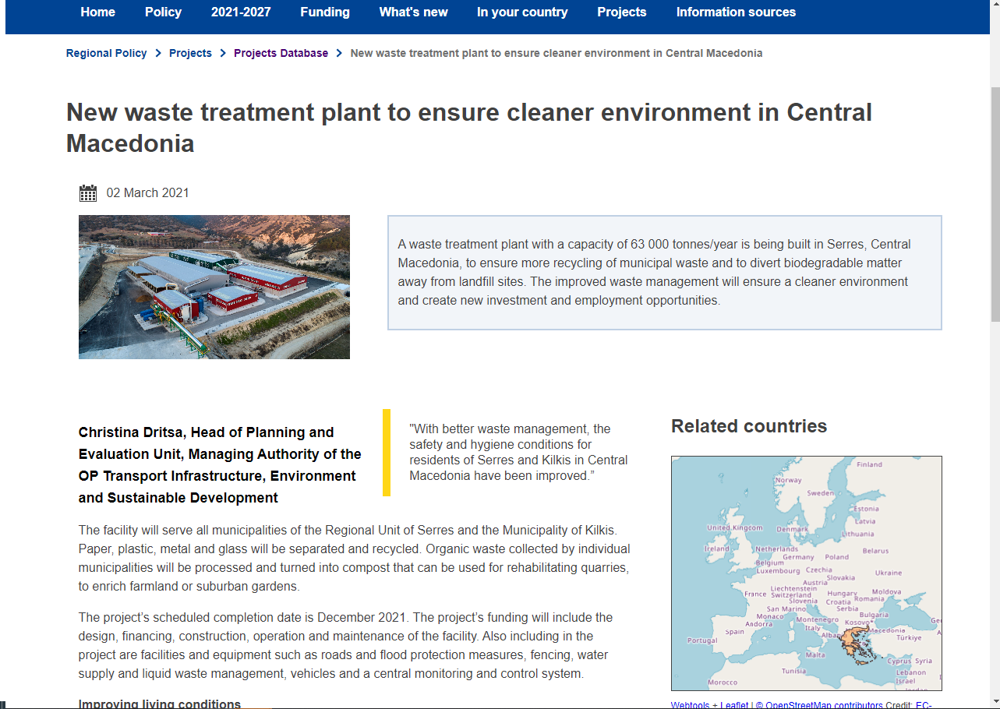 Home Policy 2021-2027 Funding What's new In your country Projects Information sources
Regional Policy > Projects > Projects Database > New waste treatment plant to ensure cleaner environment in Central Macedonia
New waste treatment plant to ensure cleaner environment in Central
Macedonia
02 March 2021
A waste treatment plant with a capacity of 63 000 tonnes/year is being built in Serres, Central
Macedonia, to ensure more recycling of municipal waste and to divert biodegradable matter
away from landfill sites. The improved waste management will ensure a cleaner environment
and create new investment and employment opportunities.
Christina Dritsa, Head of Planning and
Evaluation Unit, Managing Authority of the
OP Transport Infrastructure, Environment
and Sustainable Development
"With better waste management, the
safety and hygiene conditions for
residents of Serres and Kilkis in Central
Macedonia have been improved.”
The facility will serve all municipalities of the Regional Unit of Serres and the Municipality of Kilkis.
Paper, plastic, metal and glass will be separated and recycled. Organic waste collected by individual
municipalities will be processed and turned into compost that can be used for rehabilitating quarries,
to enrich farmland or suburban gardens.
The project’s scheduled completion date is December 2021. The project’s funding will include the
design, financing, construction, operation and maintenance of the facility. Also including in the
project are facilities and equipment such as roads and flood protection measures, fencing, water
supply and liquid waste management, vehicles and a central monitoring and control system.
Improving living conditions
Related countries
Finland
Norway
Sweden
Estonia
Latvia
United Kingdom Denmark
Lithuania
Ireland Netherlands
Belarus
Germany Poland
Belgium
Luxembourg Czechia Ukraine
Slovakia
Austria
Liechtenstein Moldova
France Switzerland Hungary
Slovenia Croatia Romania
San Marino Serbia
Monaco Bulgaria
Andorra Montenegro Kosovo*
Italy Macedonia
Spain Alban Türkiye
Portugal
Malta
Cyprus Syria
Tunisia Lebanon
Morocco Israel
Jordan
Webtools + Leaflet | © OpenStreetMap contributors Credit: EC-